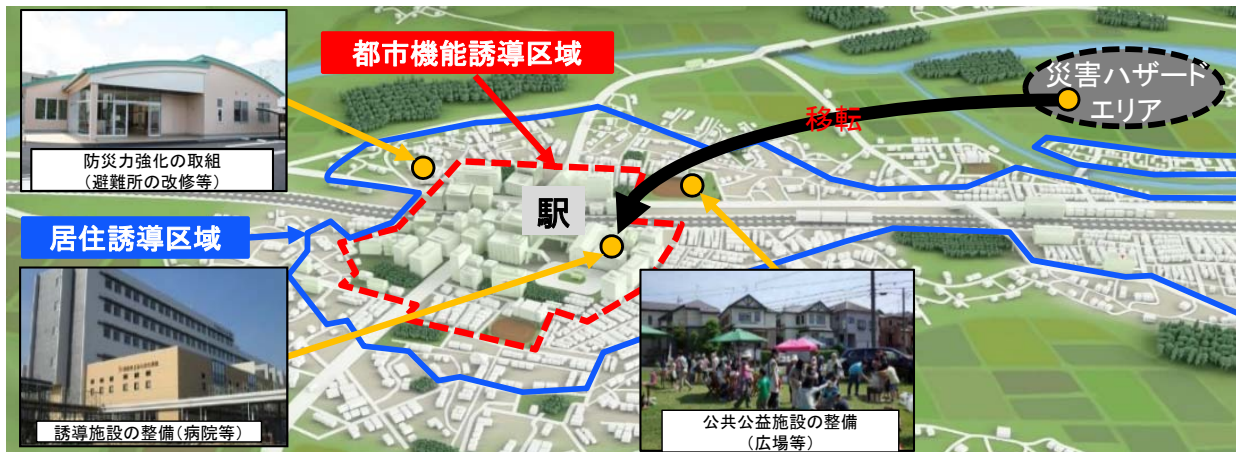 都市機能誘導区域
災害ハザード
エリア
移転
防災力強化の取組
（避難所の改修等）
駅
居住誘導区域
誘導施設の整備（病院等）
公共公益施設の整備
（広場等）